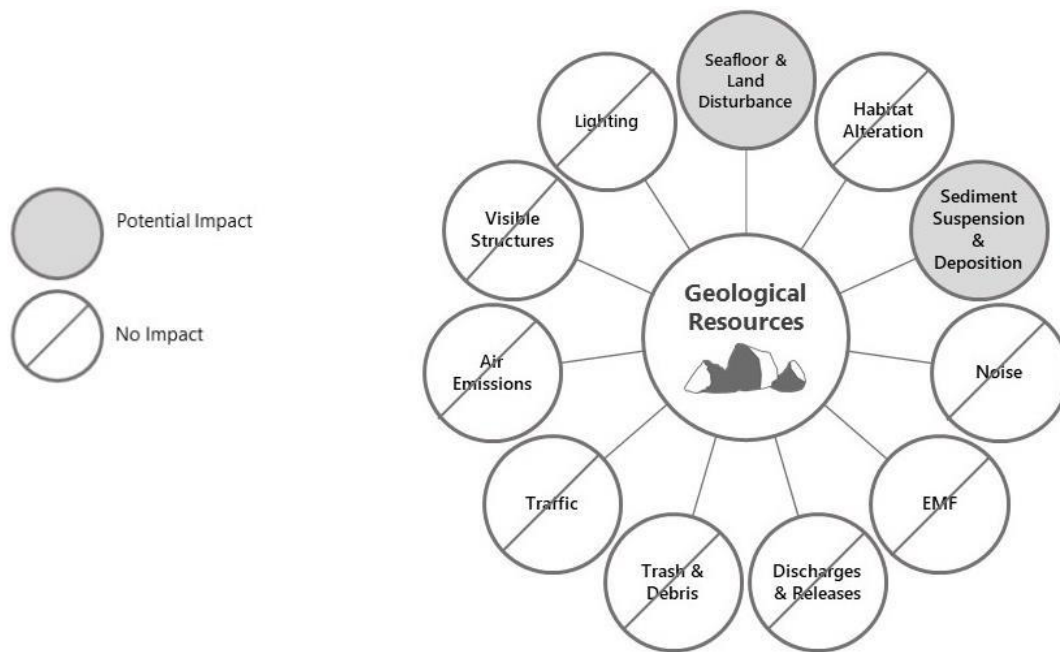 Potential Impact
No Impact
Geological
Resources
Seafloor &
Land
Disturbance
Habitat
Alteration
Sediment
Suspension
&
Deposition
Noise
EMF
Discharges
& Releases
Trash &
Debris
Traffic
Air
Emissions
Visible
Structures
Lighting